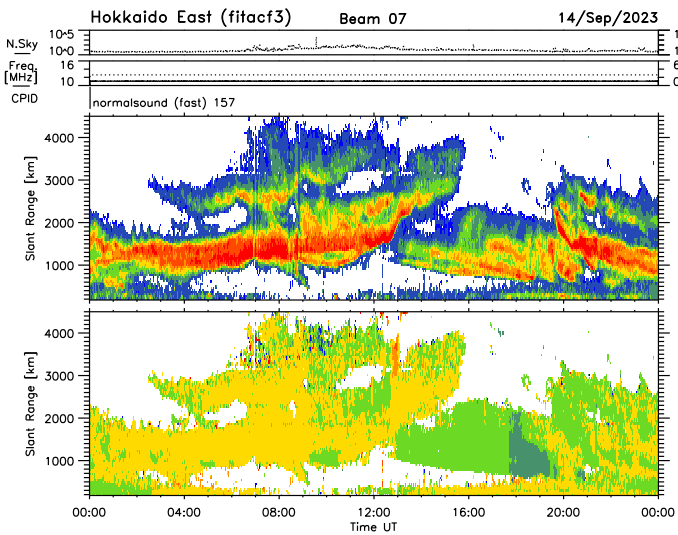 Hokkaido East (fitacf3) Beam 07 14/Sep/2023
N.Sky 10^5 10^0
Freq. [MHz] 16 10
CPID normalsound (fast) 157
Slant Range [km] 4000 3000 2000 1000
Slant Range [km] 4000 3000 2000 1000
00:00 04:00 08:00 12:00 16:00 20:00 00:00
Time UT